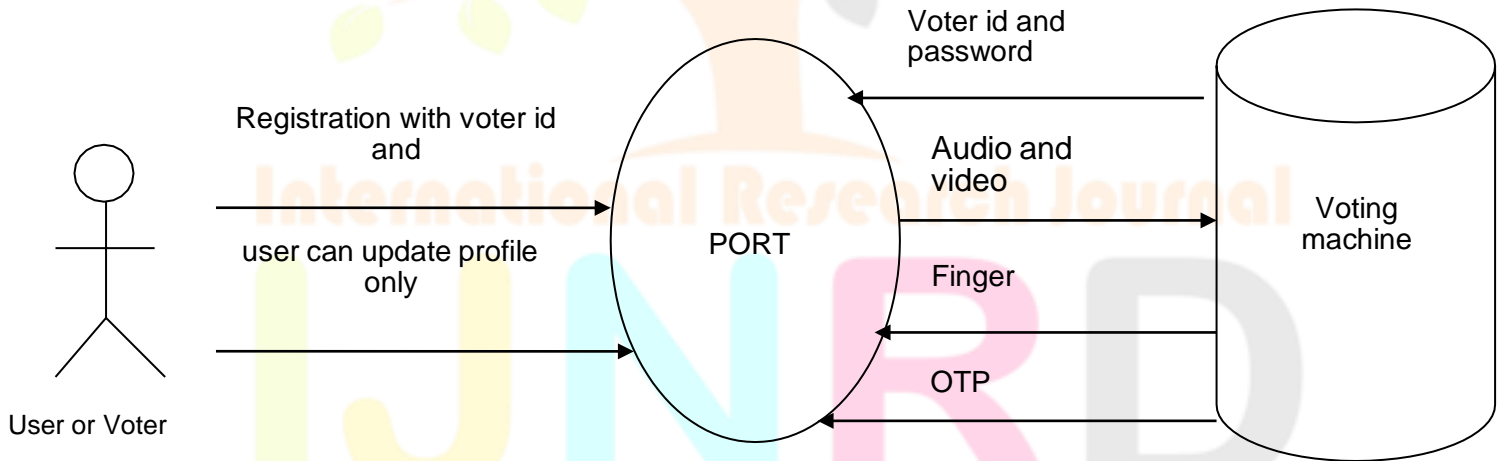 Voter id and
password
Registration with voter id
and
Audio and
video
International Research Journal
Voting
machine
PORT
user can update profile
only
Finger
IJNRD
OTP
User or Voter